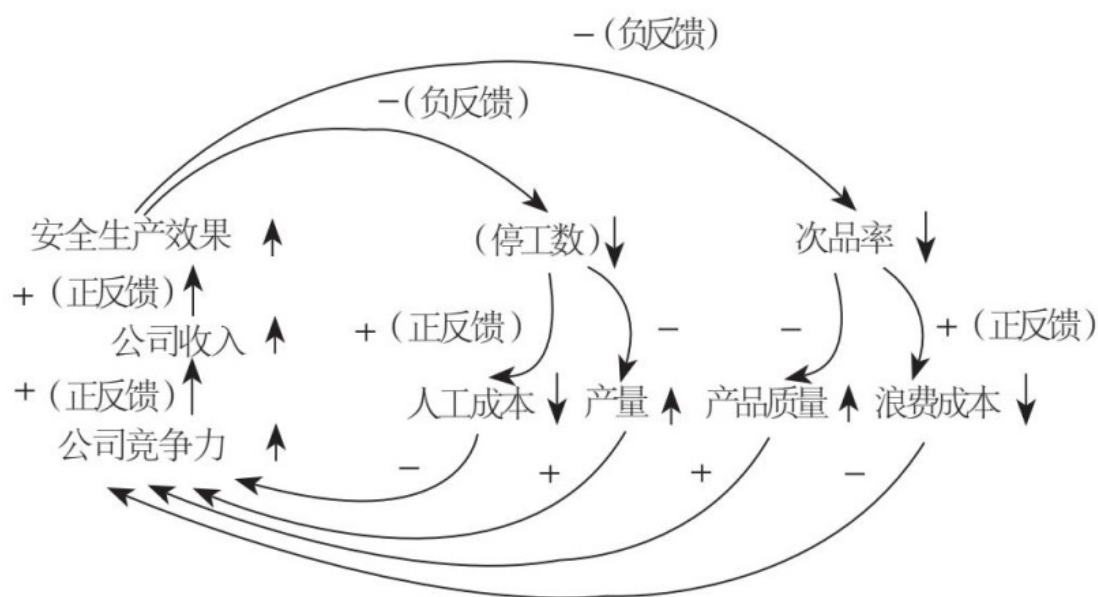 －(负反馈)
－(负反馈)
安全生产效果
(停工数)
次品率
＋(正反馈)
公司收入
＋(正反馈)
－
－
＋(正反馈)
＋(正反馈)
人工成本
产量
产品质量
浪费成本
公司竞争力
－
＋
＋
－